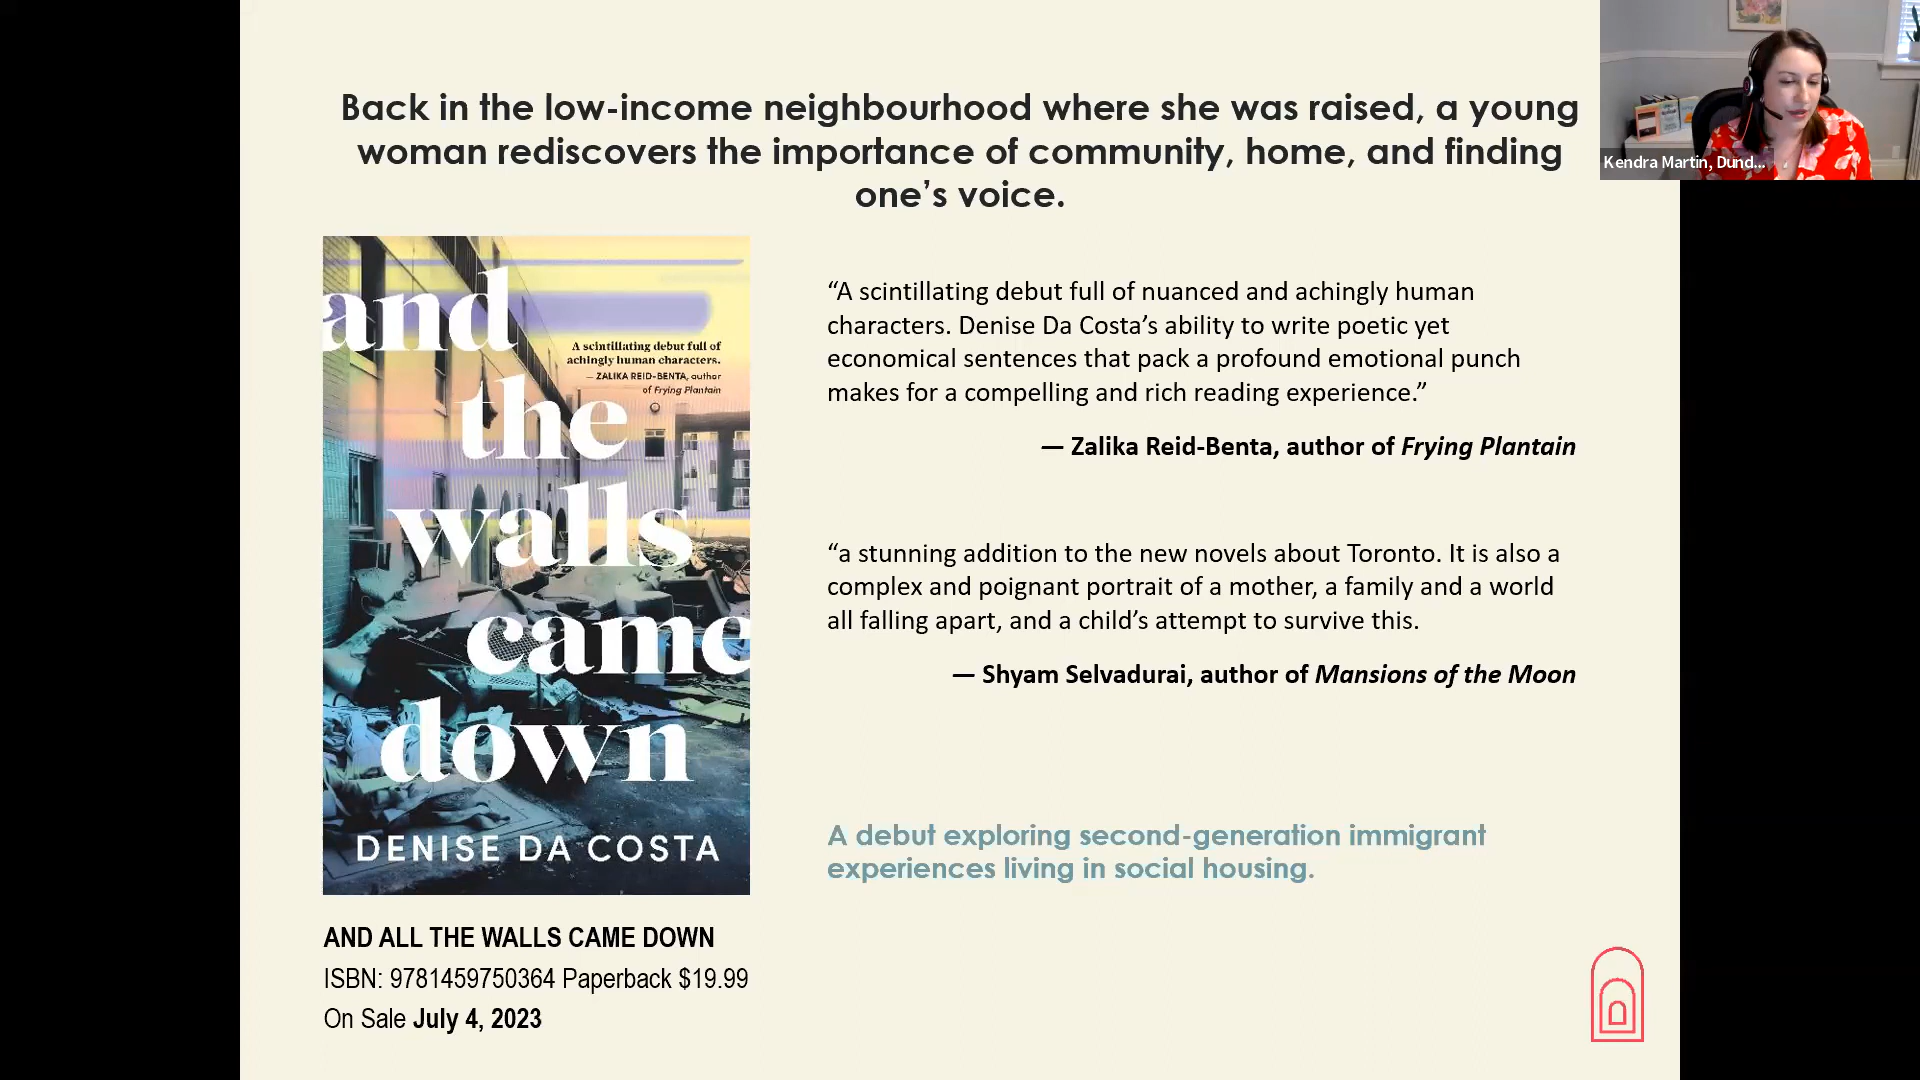 Back in the low-income neighbourhood where she was raised, a young
woman rediscovers the importance of community, home, and finding
one’s voice.
Kendra Martin, Dund...
and
A scintillating debut full of
achingly human characters.
— ZALIKA REID-BENTA, author
of Frying Plantain
the
walls
came
down
DENISE DA COSTA
“A scintillating debut full of nuanced and achingly human
characters. Denise Da Costa’s ability to write poetic yet
economical sentences that pack a profound emotional punch
makes for a compelling and rich reading experience.”
— Zalika Reid-Benta, author of Frying Plantain
“a stunning addition to the new novels about Toronto. It is also a
complex and poignant portrait of a mother, a family and a world
all falling apart, and a child’s attempt to survive this.
— Shyam Selvadurai, author of Mansions of the Moon
A debut exploring second-generation immigrant
experiences living in social housing.
AND ALL THE WALLS CAME DOWN
ISBN: 9781459750364 Paperback $19.99
On Sale July 4, 2023